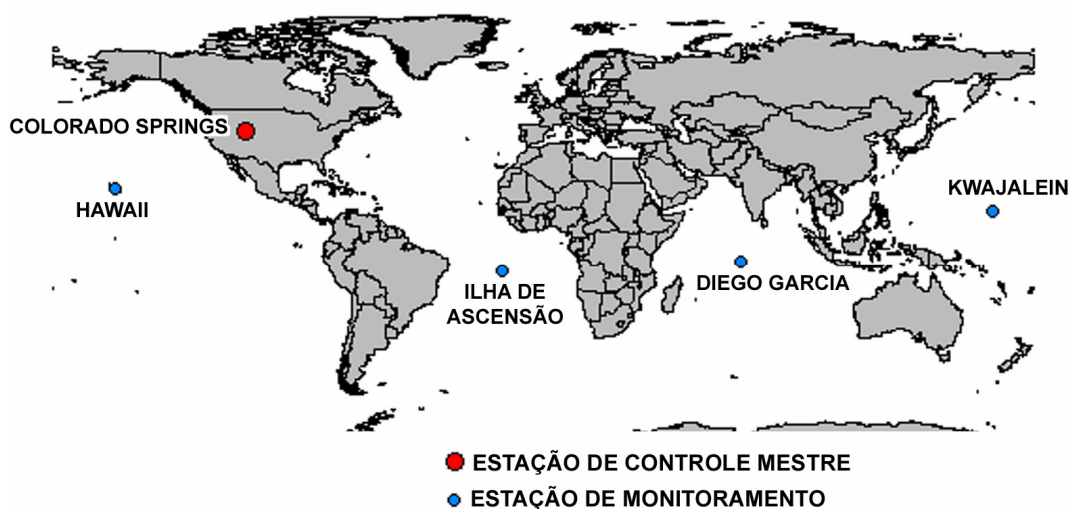 COLORADO SPRINGS
HAWAII
KWAJALEIN
ILHA DE
ASCENSÃO
DIEGO GARCIA
ESTAÇÃO DE CONTROLE MESTRE
ESTAÇÃO DE MONITORAMENTO